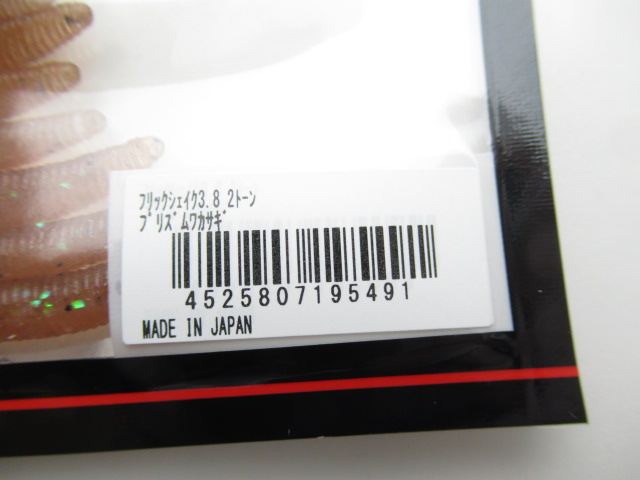 ﾌﾘｯｸｼｪｲｸ3.8 2ﾄｰﾝ
ﾌﾟﾘｽﾞﾑﾜｶｻｷﾞ
4525807195491
MADE IN JAPAN